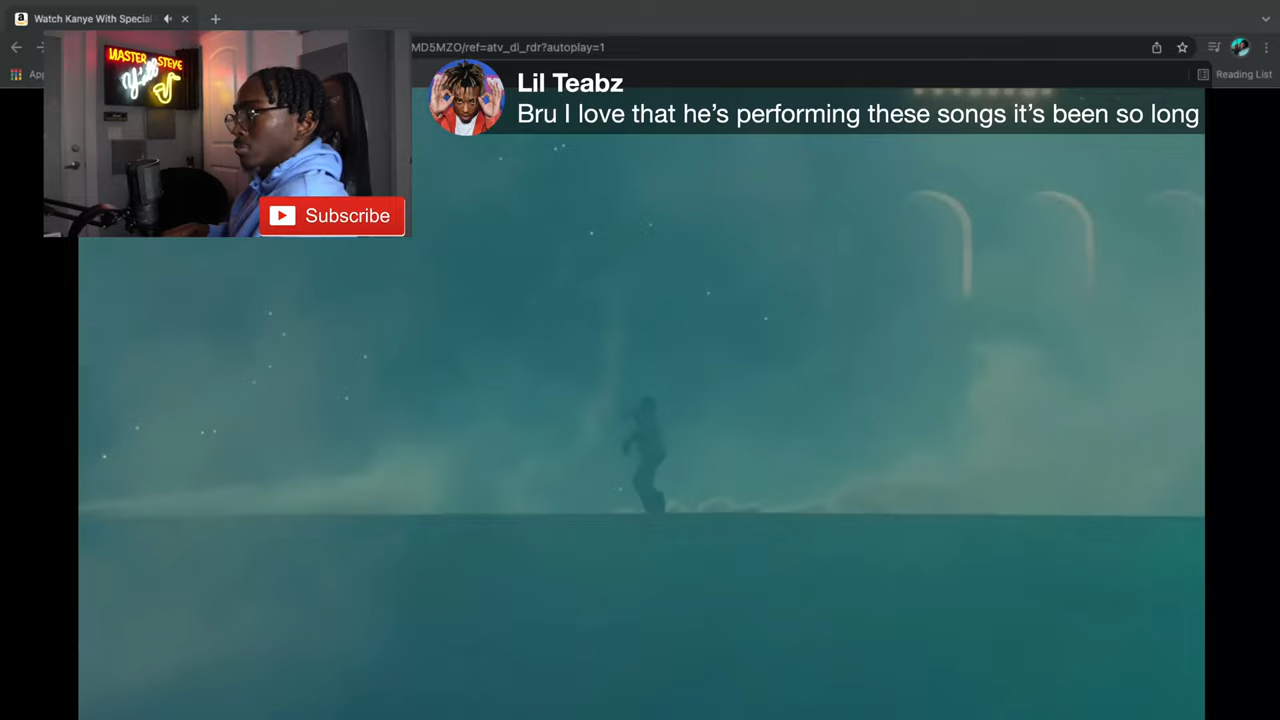 Watch Kanye With Special
MD5MZO/ref=atv_dl_rdr?autoplay=1
App
Reading List
MASTER STEVE
Lil Teabz
Bru I love that he's performing these songs it's been so long
Subscribe